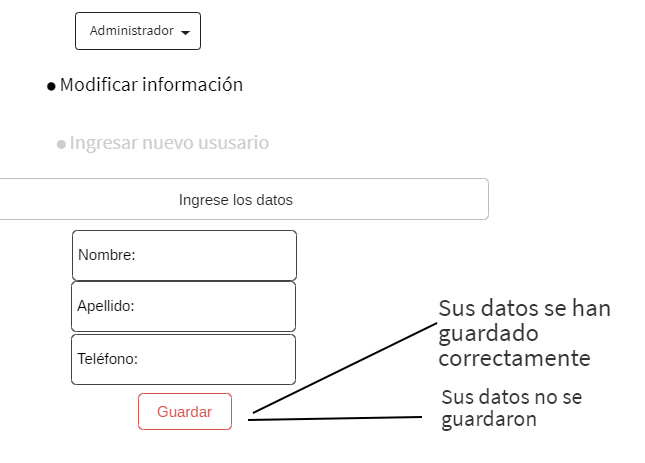 Administrador
Modificar información
Ingresar nuevo ususario
Ingrese los datos
Nombre:
Apellido:
Teléfono:
Guardar
Sus datos se han
guardado
correctamente
Sus datos no se
guardaron